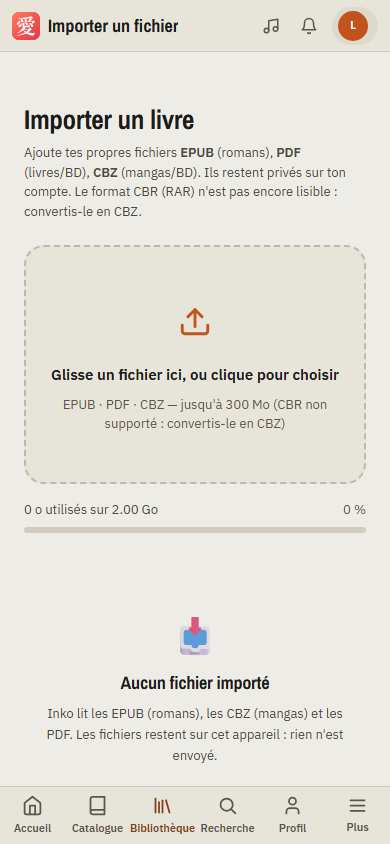 愛 Importer un fichier L
Importer un livre
Ajoute tes propres fichiers EPUB (romans), PDF
(livres/BD), CBZ (mangas/BD). Ils restent privés sur ton
compte. Le format CBR (RAR) n'est pas encore lisible :
convertis-le en CBZ.
Glisse un fichier ici, ou clique pour choisir
EPUB · PDF · CBZ — jusqu'à 300 Mo (CBR non
supporté : convertis-le en CBZ)
0 o utilisés sur 2.00 Go 0 %
Aucun fichier importé
Inko lit les EPUB (romans), les CBZ (mangas) et les
PDF. Les fichiers restent sur cet appareil : rien n'est
envoyé.
Accueil Catalogue Bibliothèque Recherche Profil Plus